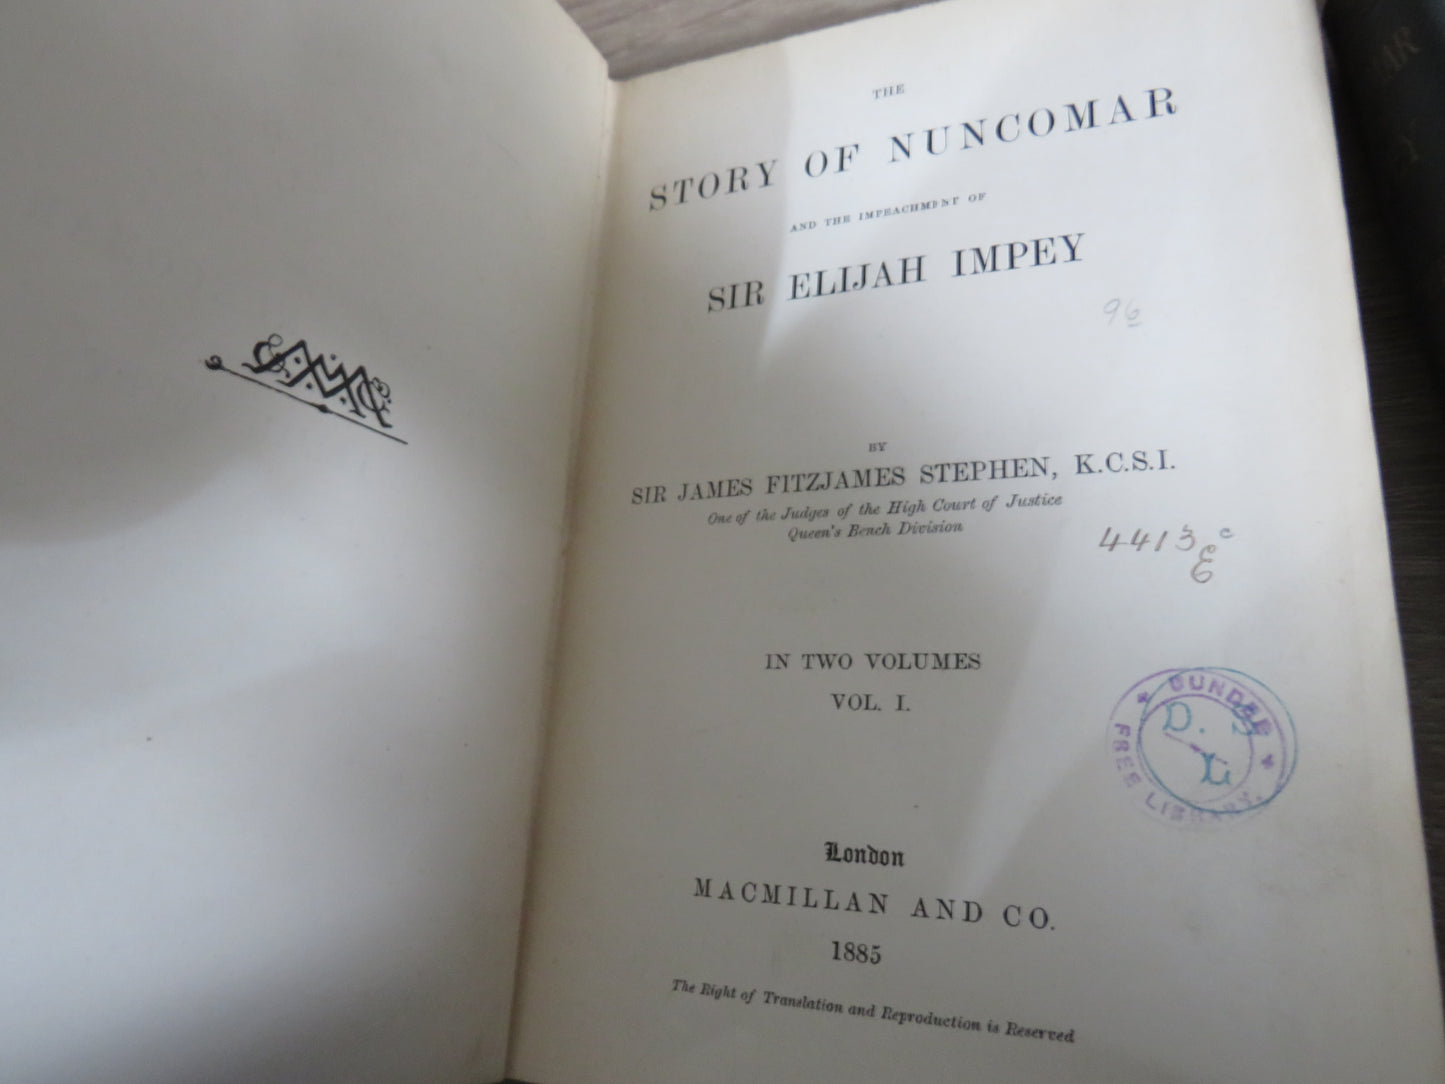 THE
STORY OF NUNCOMAR
AND THE IMPEACHMENT OF
SIR ELIJAH IMPEY
96
BY
SIR JAMES FITZJAMES STEPHEN, K.C.S.I.
One of the Judges of the High Court of Justice
Queen's Bench Division
4413 E c
IN TWO VOLUMES
VOL. I.
DUNDEE
FREE LIBRARY.
D. S
L
London
MACMILLAN AND CO.
1885
The Right of Translation and Reproduction is Reserved